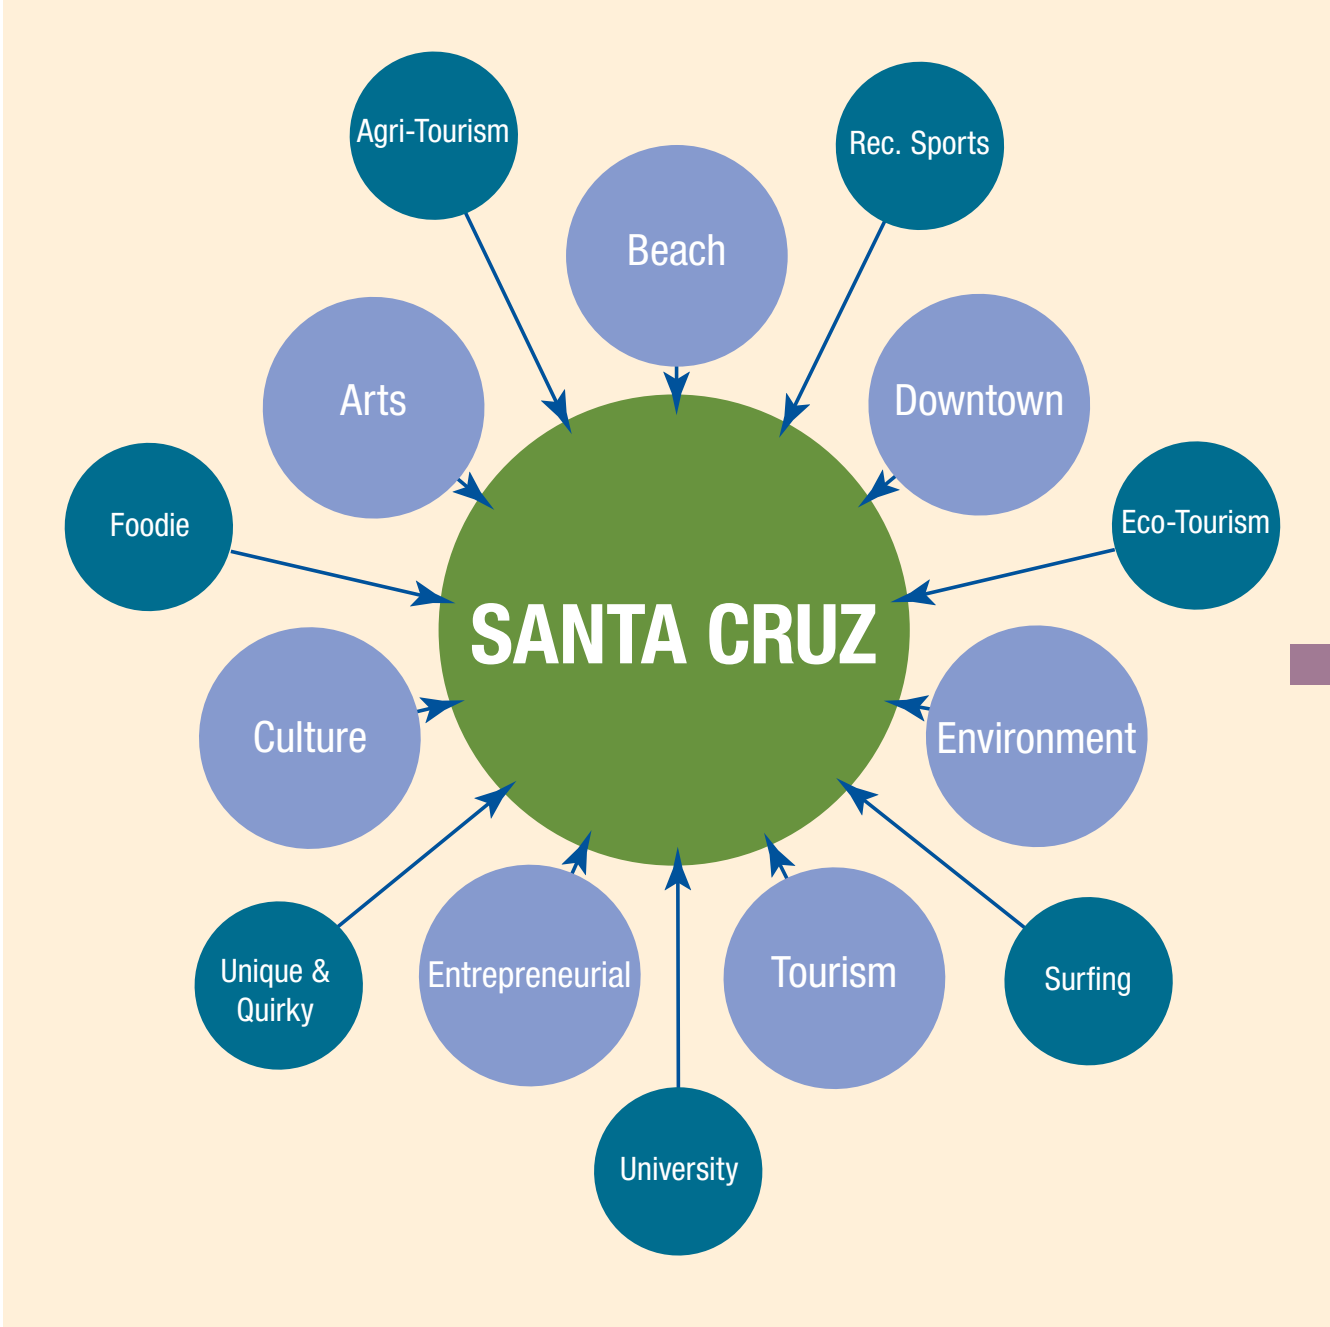 Agri-Tourism
Rec. Sports
Beach
Arts
Downtown
Foodie
Eco-Tourism
SANTA CRUZ
Culture
Environment
Unique &
Quirky
Entrepreneurial
Tourism
Surfing
University